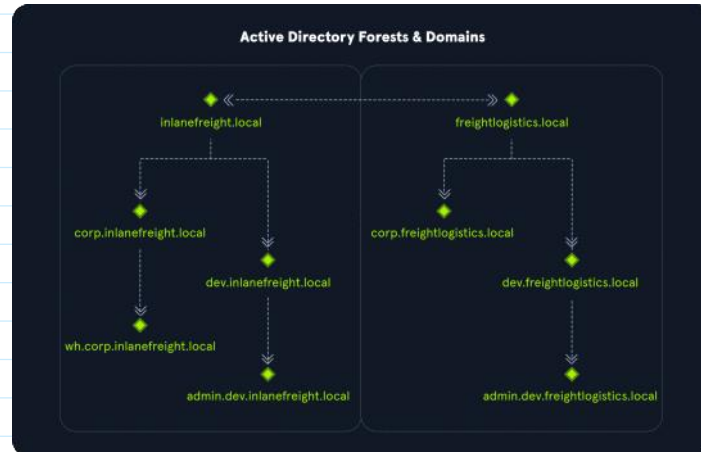 Active Directory Forests & Domains
inlanefreight.local
freightlogistics.local
corp.inlanefreight.local
corp.freightlogistics.local
dev.inlanefreight.local
dev.freightlogistics.local
wh.corp.inlanefreight.local
admin.dev.inlanefreight.local
admin.dev.freightlogistics.local